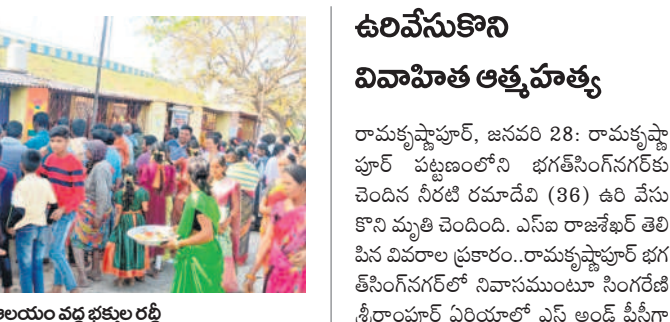 ఆలయం వద్ద భక్తుల రద్దీ
ఉరివేసుకొని
వివాహిత ఆత్మహత్య
రామకృష్ణాపూర్, జనవరి 28: రామకృష్ణా
పూర్ పట్టణంలోని భగత్‌సింగ్‌నగర్‌కు
చెందిన నీరటి రమాదేవి (36) ఉరి వేసు
కొని మృతి చెందింది. ఎస్ఐ రాజశేఖర్ తెలి
పిన వివరాల ప్రకారం..రామకృష్ణాపూర్ భగ
త్‌సింగ్‌నగర్‌లో నివాసముంటూ సింగరేణి
శ్రీరాంపూర్ ఏరియాలో ఎస్ అండ్ పీసీగా